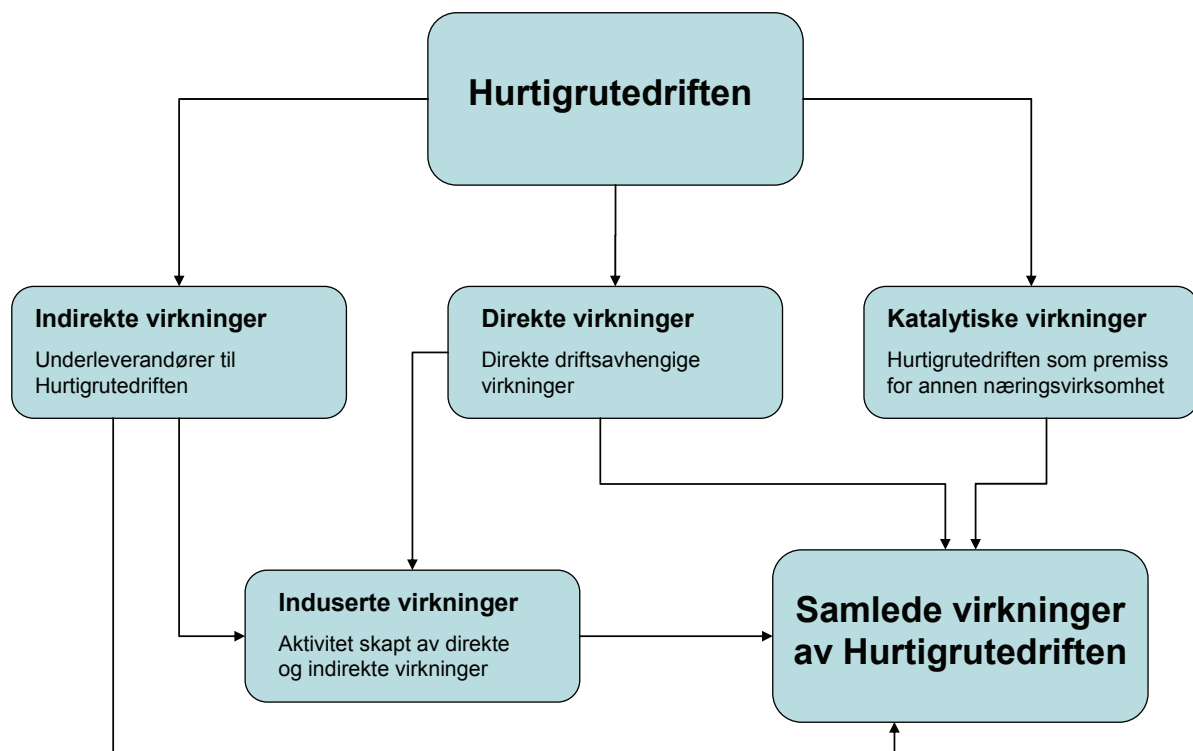 Hurtigrutedriften
Indirekte virkninger
Underleverandører til
Hurtigrutedriften
Direkte virkninger
Direkte driftsavhengige
virkninger
Katalytiske virkninger
Hurtigrutedriften som premiss
for annen næringsvirksomhet
Induserte virkninger
Aktivitet skapt av direkte
og indirekte virkninger
Samlede virkninger
av Hurtigrutedriften